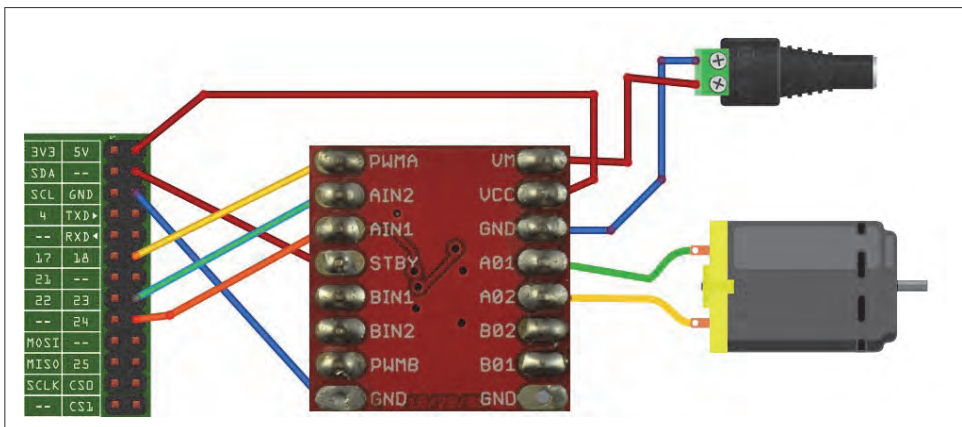 3V3 5V
SDA --
SCL GND
4 TXD▸
-- RXD◂
17 18
21 --
22 23
-- 24
MOSI --
MISO 25
SCLK CS0
-- CS1
PWMA VM
AIN2 VCC
AIN1 GND
STBY A01
BIN1 A02
BIN2 B02
PWMB B01
GND GND